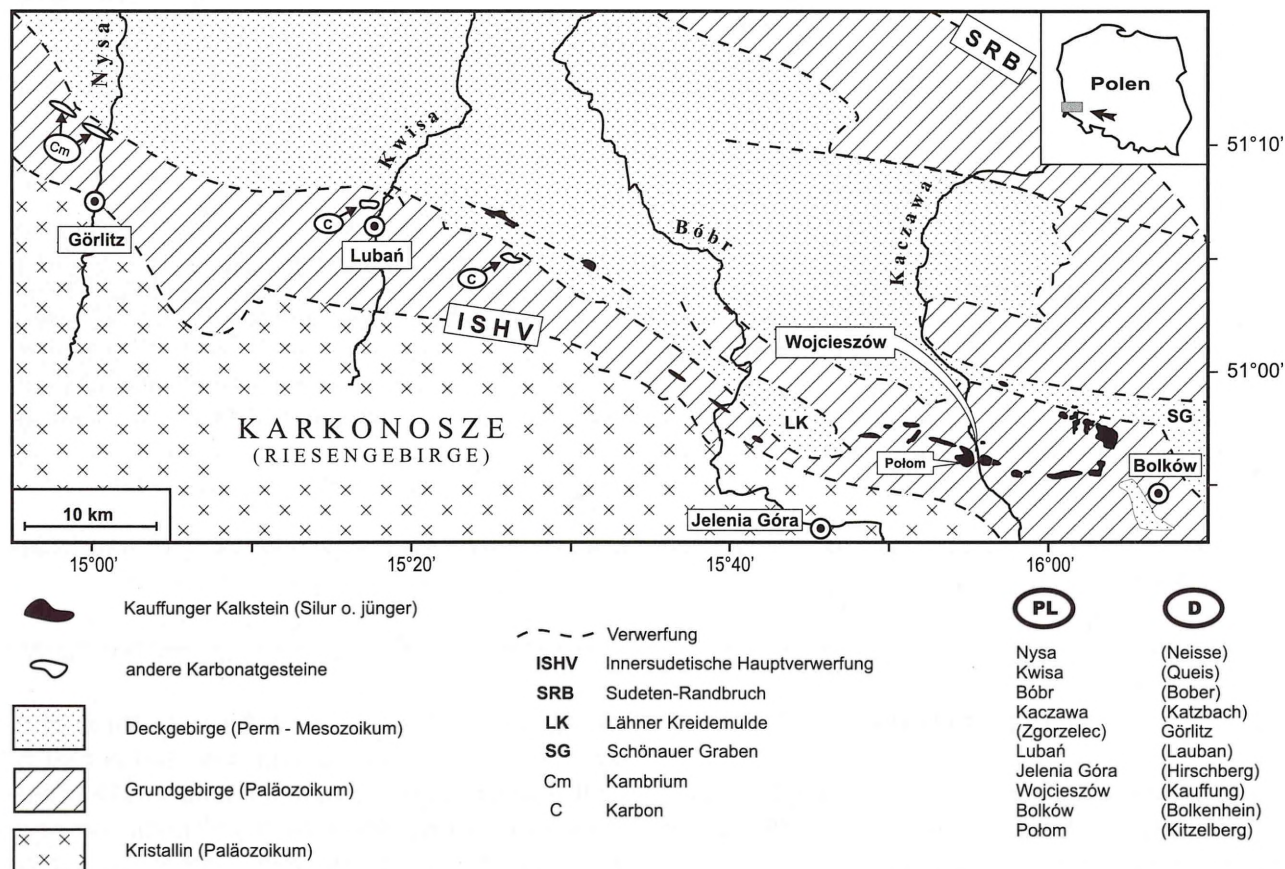 Nysa
Kwisa
Bóbr
Kaczawa
SRB
Polen
51°10'
51°00'
Cm
Görlitz
C
Lubań
C
ISHV
Wojcieszów
KARKONOSZE
(RIESENGEBIRGE)
LK
SG
Połom
Bolków
Jelenia Góra
10 km
15°00'
15°20'
15°40'
16°00'
Kauffunger Kalkstein (Silur o. jünger)
andere Karbonatgesteine
Deckgebirge (Perm - Mesozoikum)
Grundgebirge (Paläozoikum)
Kristallin (Paläozoikum)
Verwerfung
ISHV Innersudetische Hauptverwerfung
SRB Sudeten-Randbruch
LK Lähner Kreidemulde
SG Schönauer Graben
Cm Kambrium
C Karbon
PL D
Nysa (Neisse)
Kwisa (Queis)
Bóbr (Bober)
Kaczawa (Katzbach)
(Zgorzelec) Görlitz
Lubań (Lauban)
Jelenia Góra (Hirschberg)
Wojcieszów (Kauffung)
Bolków (Bolkenhein)
Połom (Kitzelberg)